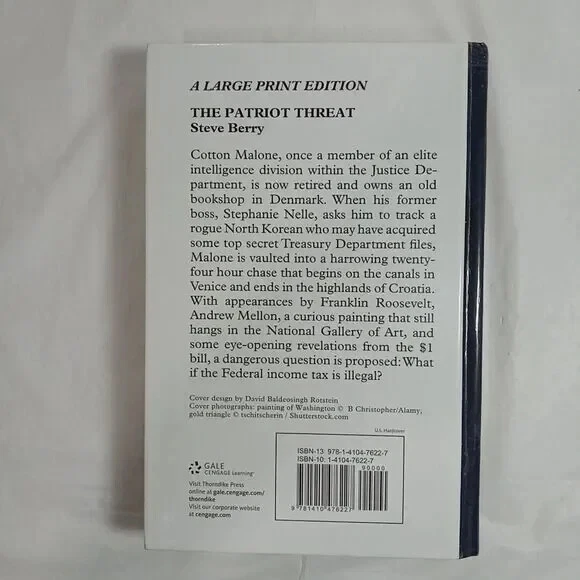 A LARGE PRINT EDITION
THE PATRIOT THREAT
Steve Berry
Cotton Malone, once a member of an elite
intelligence division within the Justice De-
partment, is now retired and owns an old
bookshop in Denmark. When his former
boss, Stephanie Nelle, asks him to track a
rogue North Korean who may have acquired
some top secret Treasury Department files,
Malone is vaulted into a harrowing twenty-
four hour chase that begins on the canals in
Venice and ends in the highlands of Croatia.
With appearances by Franklin Roosevelt,
Andrew Mellon, a curious painting that still
hangs in the National Gallery of Art, and
some eye-opening revelations from the $1
bill, a dangerous question is proposed: What
if the Federal income tax is illegal?
Cover design by David Baldeosingh Rotstein
Cover photographs: painting of Washington © B Christopher/Alamy,
gold triangle © tschitscherin / Shutterstock.com
U.S. Hardcover
GALE
CENGAGE Learning™
Visit Thorndike Press
online at gale.cengage.com/
thorndike
Visit our corporate website
at cengage.com
ISBN-13: 978-1-4104-7622-7
ISBN-10: 1-4104-7622-7
90000
9 781410 476227